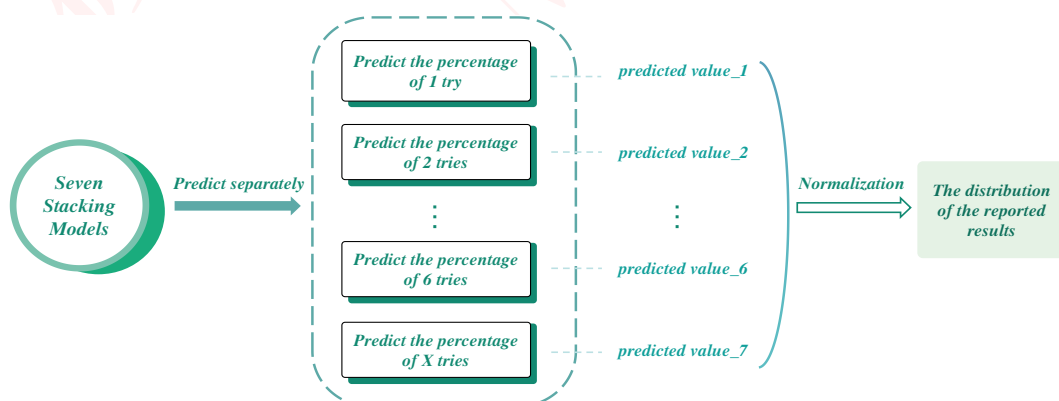 Seven
Stacking
Models
Predict separately
Predict the percentage
of 1 try
Predict the percentage
of 2 tries
⋮
Predict the percentage
of 6 tries
Predict the percentage
of X tries
predicted value_1
predicted value_2
⋮
predicted value_6
predicted value_7
Normalization
The distribution
of the reported
results